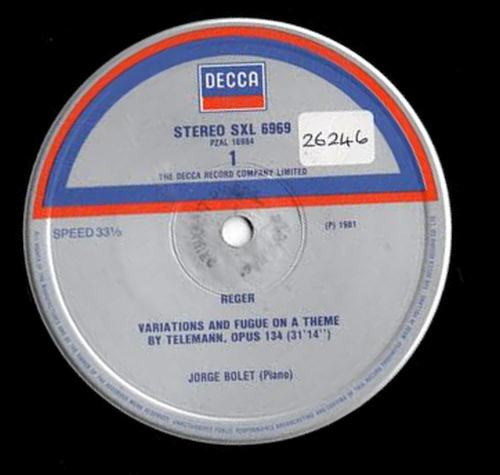 DECCA
STEREO SXL 6969
PZAL 16984
1
26246
THE DECCA RECORD COMPANY LIMITED
SPEED 33⅓
(P) 1981
REGER
VARIATIONS AND FUGUE ON A THEME
BY TELEMANN, OPUS 134 (31'14'')
JORGE BOLET (Piano)